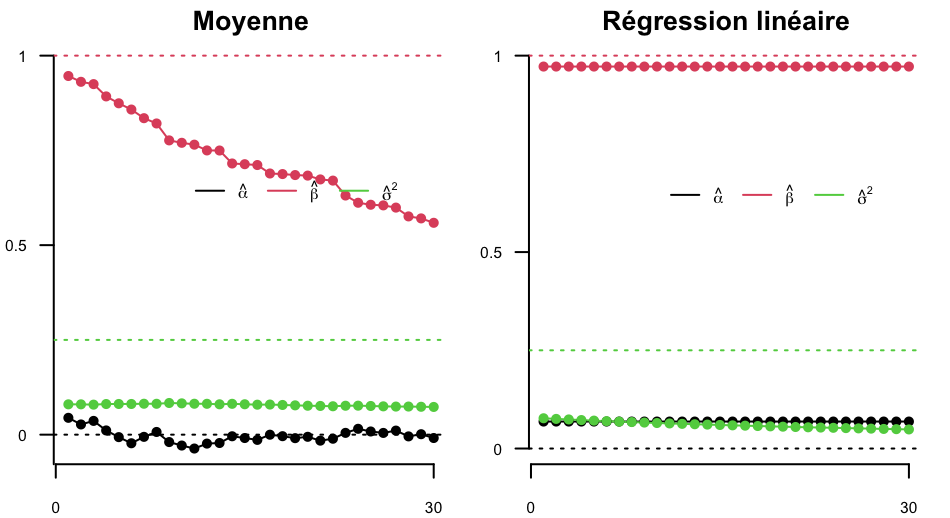 Moyenne
1
0.5
0
0
30
α̂
β̂
σ̂²
Régression linéaire
1
0.5
0
0
30
α̂
β̂
σ̂²